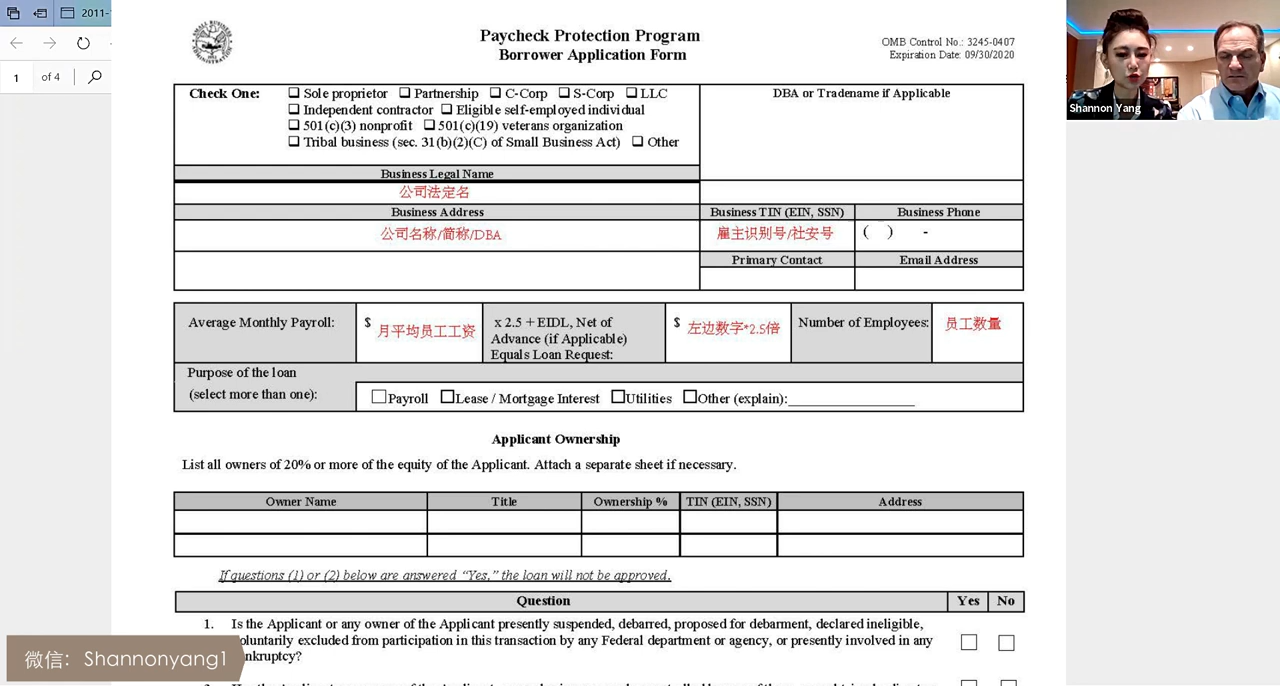 2011-
1 of 4
Paycheck Protection Program
Borrower Application Form
OMB Control No.: 3245-0407
Expiration Date: 09/30/2020
Check One:
❑ Sole proprietor ❑ Partnership ❑ C-Corp ❑ S-Corp ❑ LLC
❑ Independent contractor ❑ Eligible self-employed individual
❑ 501(c)(3) nonprofit ❑ 501(c)(19) veterans organization
❑ Tribal business (sec. 31(b)(2)(C) of Small Business Act) ❑ Other
DBA or Tradename if Applicable
Business Legal Name
公司法定名
Business Address
Business TIN (EIN, SSN)
Business Phone
公司名称/简称/DBA
雇主识别号/社安号
( ) -
Primary Contact
Email Address
Average Monthly Payroll:
$ 月平均员工工资
x 2.5 + EIDL, Net of
Advance (if Applicable)
Equals Loan Request:
$ 左边数字*2.5倍
Number of Employees:
员工数量
Purpose of the loan
(select more than one):
☐Payroll ☐Lease / Mortgage Interest ☐Utilities ☐Other (explain):____________________
Applicant Ownership
List all owners of 20% or more of the equity of the Applicant. Attach a separate sheet if necessary.
Owner Name
Title
Ownership %
TIN (EIN, SSN)
Address
If questions (1) or (2) below are answered “Yes,” the loan will not be approved.
Question
Yes
No
1. Is the Applicant or any owner of the Applicant presently suspended, debarred, proposed for debarment, declared ineligible,
oluntarily excluded from participation in this transaction by any Federal department or agency, or presently involved in any
nkruptcy?
微信: Shannonyang1
Shannon Yang